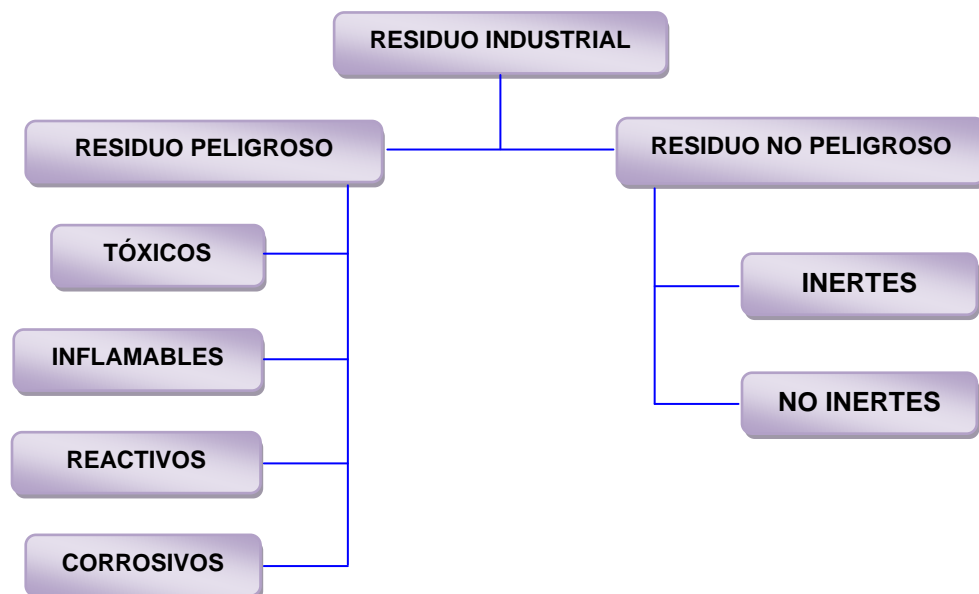 RESIDUO INDUSTRIAL
RESIDUO PELIGROSO
RESIDUO NO PELIGROSO
TÓXICOS
INERTES
INFLAMABLES
NO INERTES
REACTIVOS
CORROSIVOS